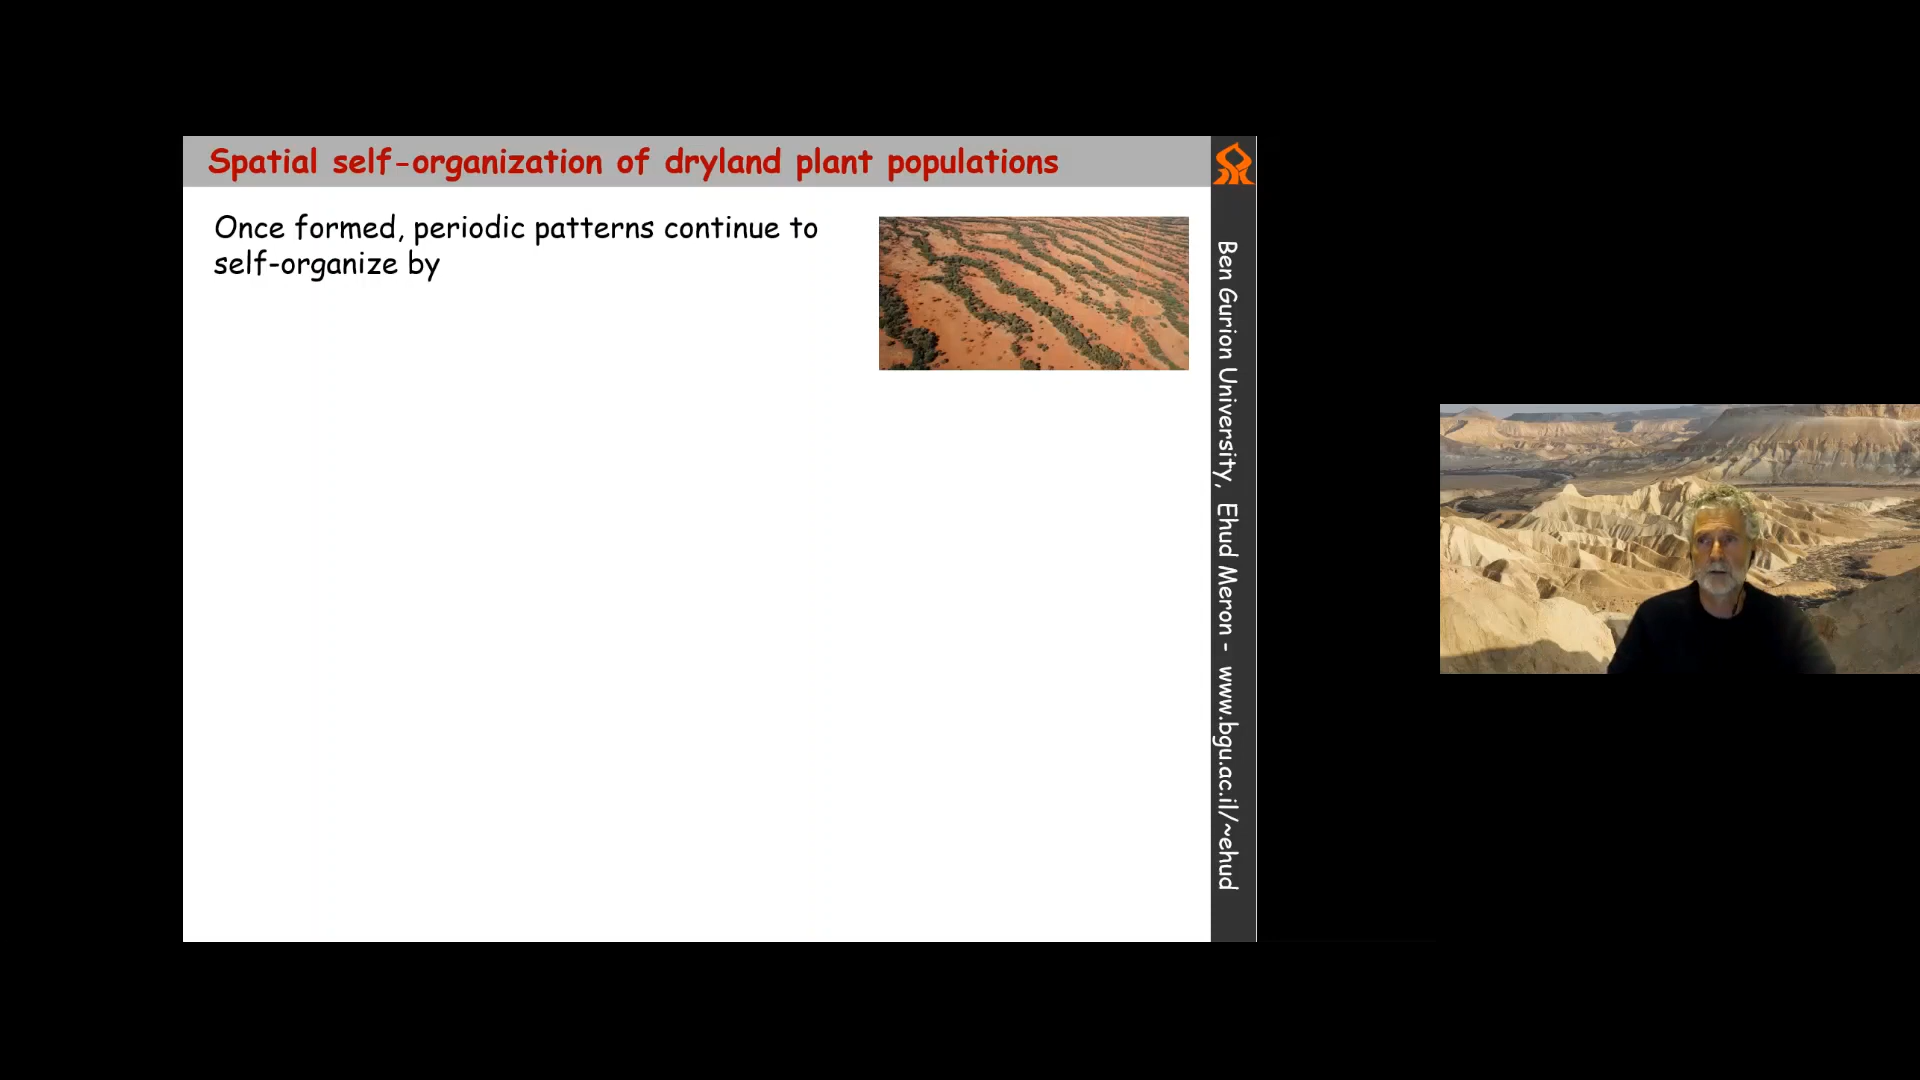 Spatial self-organization of dryland plant populations
Once formed, periodic patterns continue to
self-organize by
Ben Gurion University, Ehud Meron - www.bgu.ac.il/~ehud